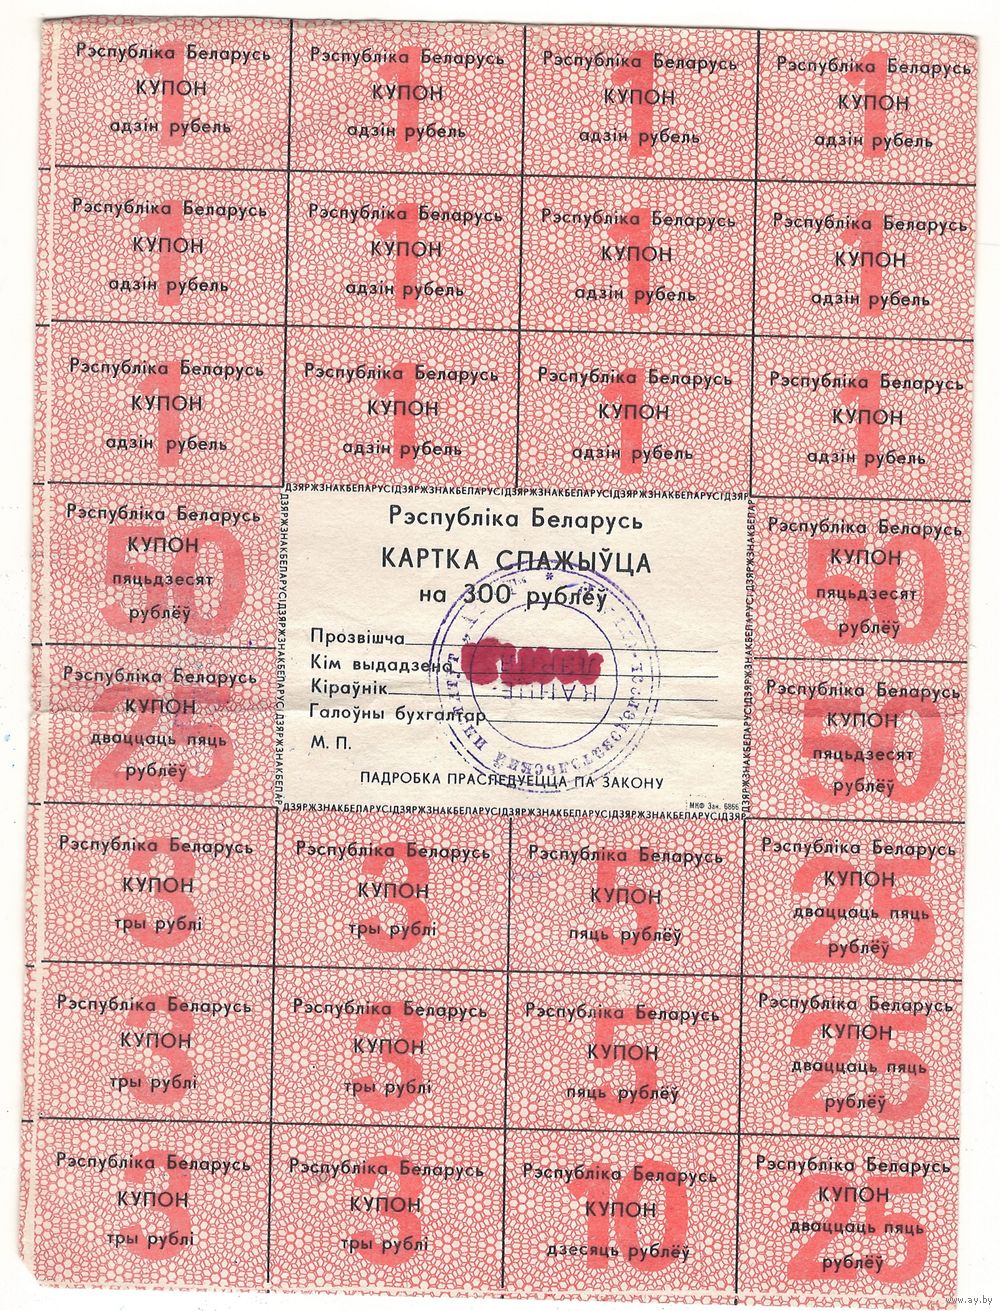 Рэспубліка Беларусь Рэспубліка Беларусь Рэспубліка Беларусь Рэспубліка Беларусь
1 1 1 1
КУПОН КУПОН КУПОН КУПОН
адзін рубель адзін рубель адзін рубель адзін рубель
Рэспубліка Беларусь Рэспубліка Беларусь Рэспубліка Беларусь Рэспубліка Беларусь
1 1 1 1
КУПОН КУПОН КУПОН КУПОН
адзін рубель адзін рубель адзін рубель адзін рубель
Рэспубліка Беларусь Рэспубліка Беларусь Рэспубліка Беларусь Рэспубліка Беларусь
1 1 1 1
КУПОН КУПОН КУПОН КУПОН
адзін рубель адзін рубель адзін рубель адзін рубель
Рэспубліка Беларусь
50
КУПОН
пяцьдзесят
рублёў
Рэспубліка Беларусь
25
КУПОН
дваццаць пяць
рублёў
ДЗЯРЖЗНАКБЕЛАРУСІДЗЯРЖЗНАКБЕЛАРУСІДЗЯРЖЗНАКБЕЛАРУСІДЗЯРЖЗНАКБЕЛАРУСІДЗЯР
Рэспубліка Беларусь
КАРТКА СПАЖЫЎЦА
на 300 рублёў
Прозвішча
Кім выдадзена
Кіраўнік
Галоўны бухгалтар
М. П.
ПАДРОБКА ПРАСЛЕДУЕЦЦА ПА ЗАКОНУ
МКФ Зак. 6866
ДЗЯРЖЗНАКБЕЛАРУСІДЗЯРЖЗНАКБЕЛАРУСІДЗЯРЖЗНАКБЕЛАРУСІДЗЯРЖЗНАКБЕЛАРУСІДЗЯР
Рэспубліка Беларусь
50
КУПОН
пяцьдзесят
рублёў
Рэспубліка Беларусь
50
КУПОН
пяцьдзесят
рублёў
Рэспубліка Беларусь Рэспубліка Беларусь Рэспубліка Беларусь Рэспубліка Беларусь
3 3 5 25
КУПОН КУПОН КУПОН КУПОН
тры рублі тры рублі пяць рублёў дваццаць пяць
рублёў
Рэспубліка Беларусь Рэспубліка Беларусь Рэспубліка Беларусь Рэспубліка Беларусь
3 3 5 25
КУПОН КУПОН КУПОН КУПОН
тры рублі тры рублі пяць рублёў дваццаць пяць
рублёў
Рэспубліка Беларусь Рэспубліка Беларусь Рэспубліка Беларусь Рэспубліка Беларусь
3 3 10 25
КУПОН КУПОН КУПОН КУПОН
тры рублі тры рублі дзесяць рублёў дваццаць пяць
рублёў
www.ay.by